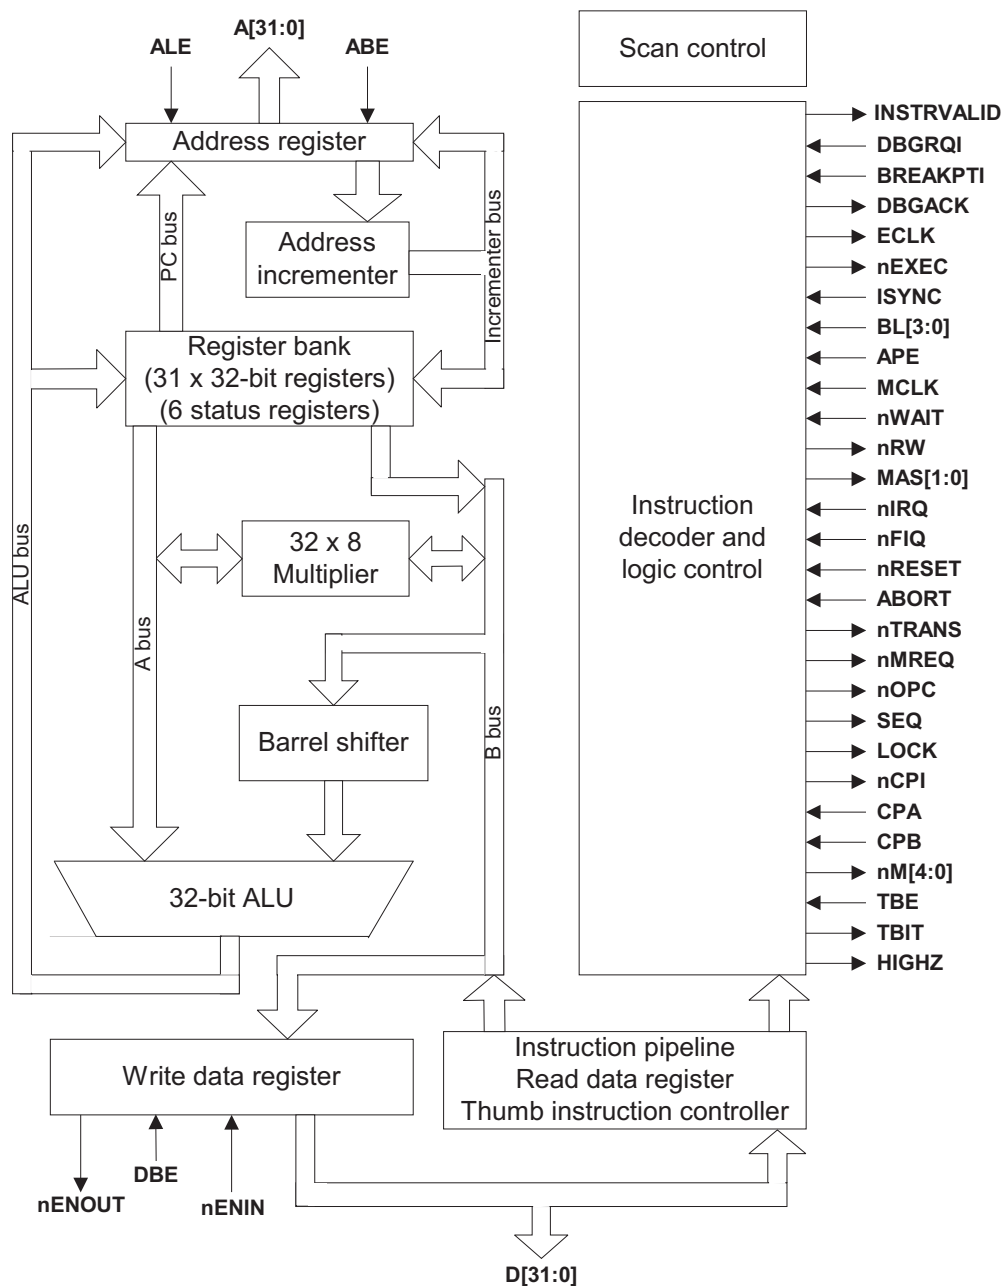 A[31:0]
ALE
ABE
Scan control
Address register
Address
incrementer
PC bus
Incrementer bus
Register bank
(31 x 32-bit registers)
(6 status registers)
32 x 8
Multiplier
ALU bus
A bus
B bus
Barrel shifter
32-bit ALU
Write data register
nENOUT
DBE
nENIN
Instruction pipeline
Read data register
Thumb instruction controller
D[31:0]
Instruction
decoder and
logic control
INSTRVALID
DBGRQI
BREAKPTI
DBGACK
ECLK
nEXEC
ISYNC
BL[3:0]
APE
MCLK
nWAIT
nRW
MAS[1:0]
nIRQ
nFIQ
nRESET
ABORT
nTRANS
nMREQ
nOPC
SEQ
LOCK
nCPI
CPA
CPB
nM[4:0]
TBE
TBIT
HIGHZ